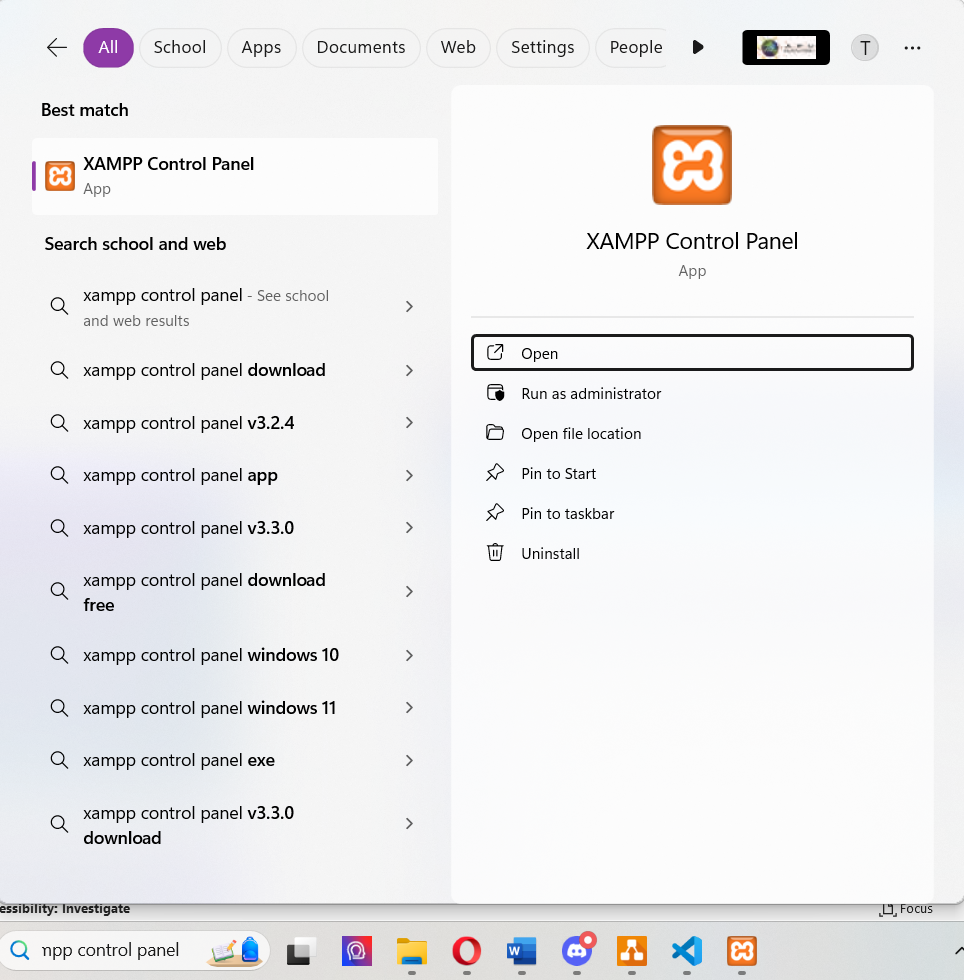 All School Apps Documents Web Settings People T
Best match
XAMPP Control Panel
App
Search school and web
xampp control panel - See school
and web results
xampp control panel download
xampp control panel v3.2.4
xampp control panel app
xampp control panel v3.3.0
xampp control panel download
free
xampp control panel windows 10
xampp control panel windows 11
xampp control panel exe
xampp control panel v3.3.0
download
XAMPP Control Panel
App
Open
Run as administrator
Open file location
Pin to Start
Pin to taskbar
Uninstall
essibility: Investigate
Focus
mpp control panel
W